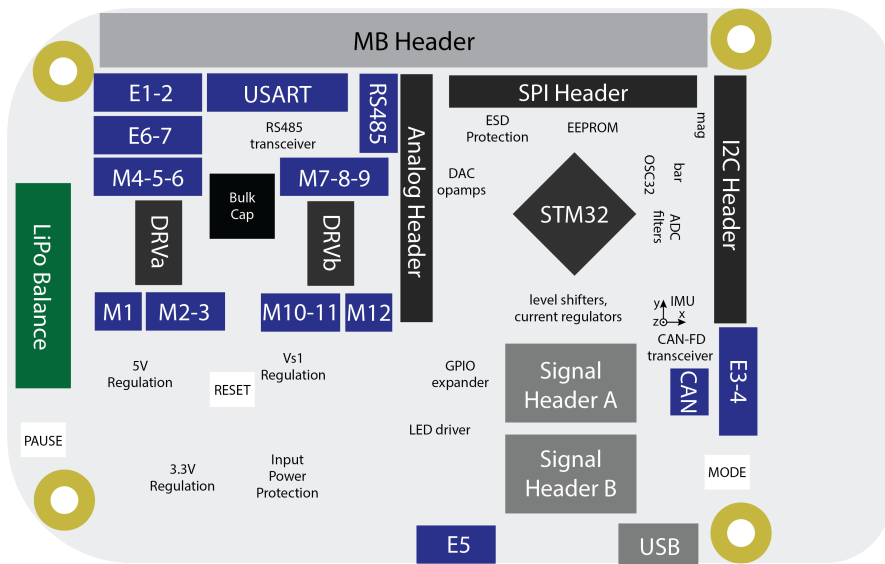 MB Header
E1-2
USART
RS485
SPI Header
E6-7
RS485
transceiver
Analog Header
ESD
Protection
EEPROM
mag
I2C Header
M4-5-6
Bulk
Cap
M7-8-9
DAC
opamps
OSC32
bar
STM32
ADC
filters
LiPo Balance
DRVa
DRVb
M1
M2-3
M10-11
M12
level shifters,
current regulators
y
IMU
x
z
CAN-FD
transceiver
5V
Regulation
Vs1
Regulation
RESET
GPIO
expander
Signal
Header A
CAN
E3-4
PAUSE
LED driver
3.3V
Regulation
Input
Power
Protection
Signal
Header B
MODE
E5
USB